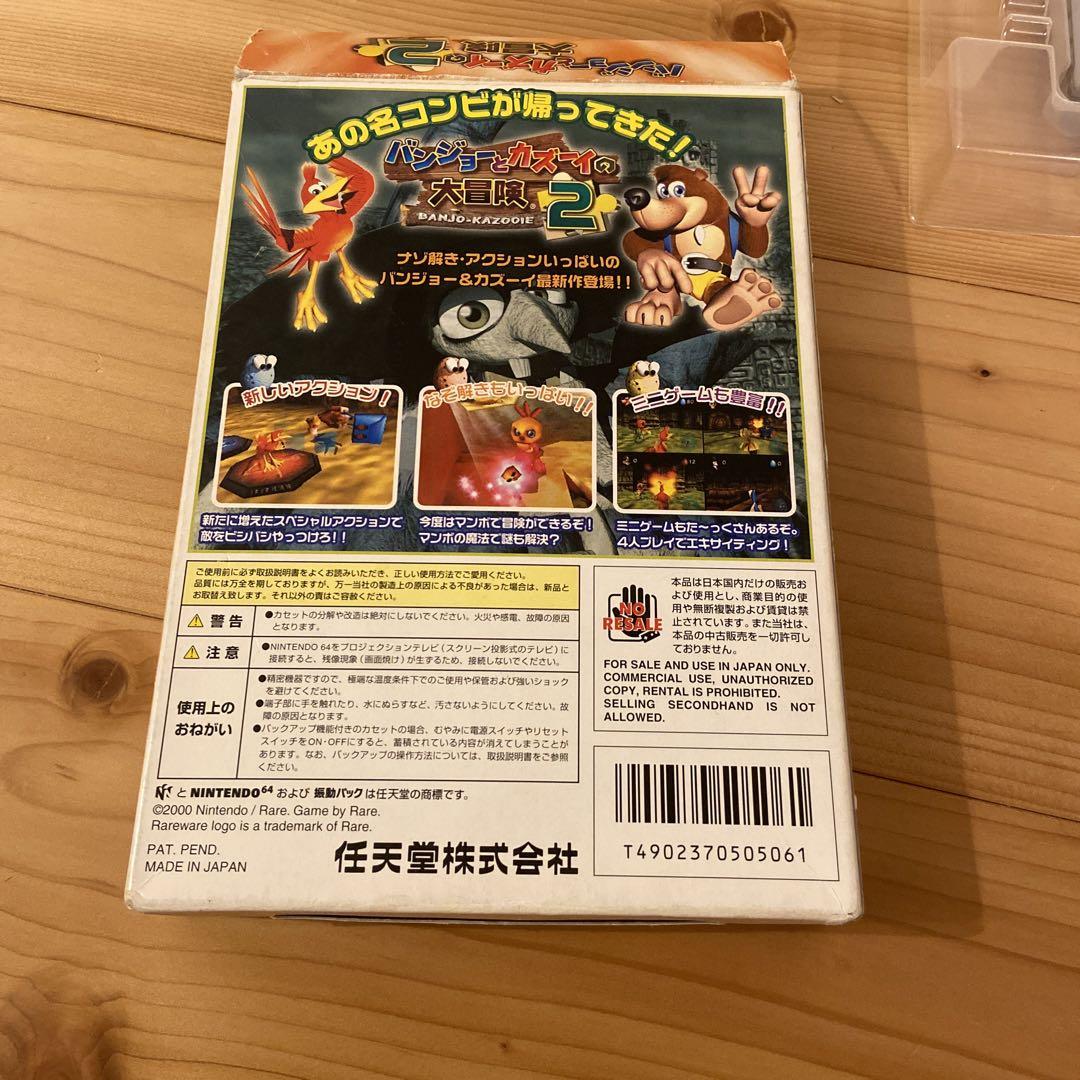 バンジョーとカズーイの大冒険2
あの名コンビが帰ってきた!
バンジョーとカズーイの
大冒険 2
BANJO-KAZOOIE
ナゾ解き・アクションいっぱいの
バンジョー&カズーイ最新作登場!!
新しいアクション!
なぞ解きもいっぱい?!
ミニゲームも豊富!!
新たに増えたスペシャルアクションで
敵をビシバシやっつけろ!!
今度はマンボで冒険ができるぞ!
マンボの魔法で謎も解決?
ミニゲームもた〜っくさんあるぞ。
4人プレイでエキサイティング!
ご使用前に必ず取扱説明書をよくお読みいただき、正しい使用方法でご愛用ください。
品質には万全を期しておりますが、万一当社の製造上の原因による不良があった場合は、新品と
お取替え致します。それ以外の責はご容赦ください。
警告
●カセットの分解や改造は絶対にしないでください。火災や感電、故障の原因
となります。
注意
●NINTENDO 64をプロジェクションテレビ(スクリーン投影式のテレビ)に
接続すると、残像現象(画面焼け)が生ずるため、接続しないでください。
使用上の
おねがい
●精密機器ですので、極端な温度条件下でのご使用や保管および強いショック
を避けてください。
●端子部に手を触れたり、水にぬらすなど、汚さないようにしてください。故
障の原因となります。
●バックアップ機能付きのカセットの場合、むやみに電源スイッチやリセット
スイッチをON・OFFにすると、蓄積されている内容が消えてしまうことが
あります。なお、バックアップの操作方法については、取扱説明書をご参照
ください。
と NINTENDO64 および 振動パック は任天堂の商標です。
©2000 Nintendo / Rare. Game by Rare.
Rareware logo is a trademark of Rare.
PAT. PEND.
MADE IN JAPAN
任天堂株式会社
NO
RESALE
本品は日本国内だけの販売お
よび使用とし、商業目的の使
用や無断複製および賃貸は禁
止されています。また当社は、
本品の中古販売を一切許可して
おりません。
FOR SALE AND USE IN JAPAN ONLY.
COMMERCIAL USE, UNAUTHORIZED
COPY, RENTAL IS PROHIBITED.
SELLING SECONDHAND IS NOT
ALLOWED.
T4902370505061